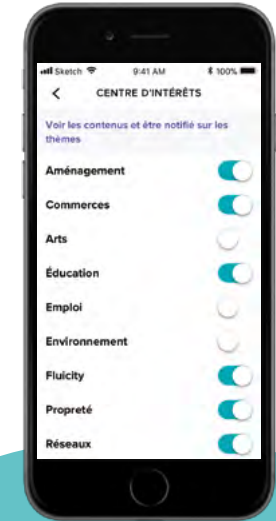 Sketch 9:41 AM 100%
CENTRE D'INTÉRÊTS
Voir les contenus et être notifié sur les
thèmes
Aménagement
Commerces
Arts
Éducation
Emploi
Environnement
Fluicity
Propreté
Réseaux